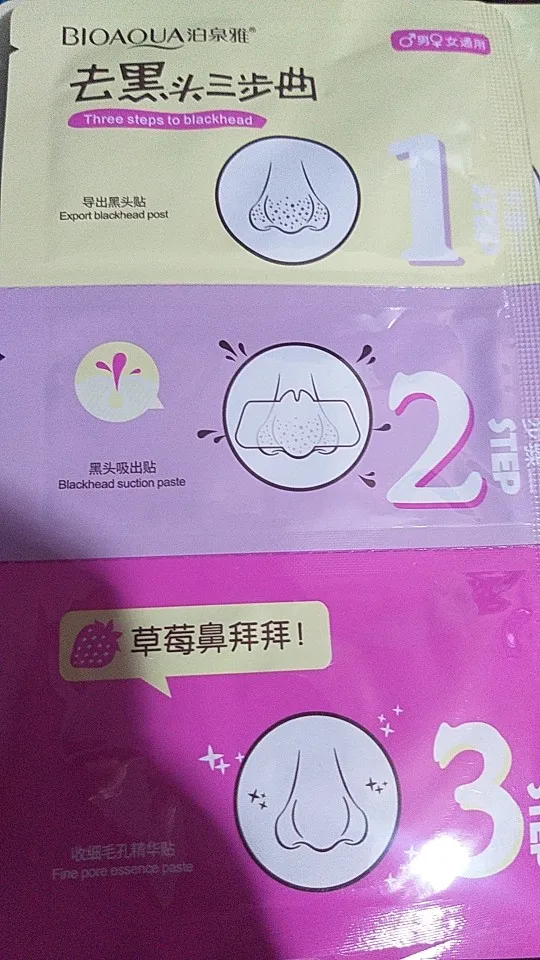 BIOAQUA泊泉雅®
♂男♀女通用
去黑头三步曲
Three steps to blackhead
导出黑头贴
Export blackhead post
1
STEP
黑头吸出贴
Blackhead suction paste
2
STEP
草莓鼻拜拜!
3
STEP
收细毛孔精华贴
Fine pore essence paste